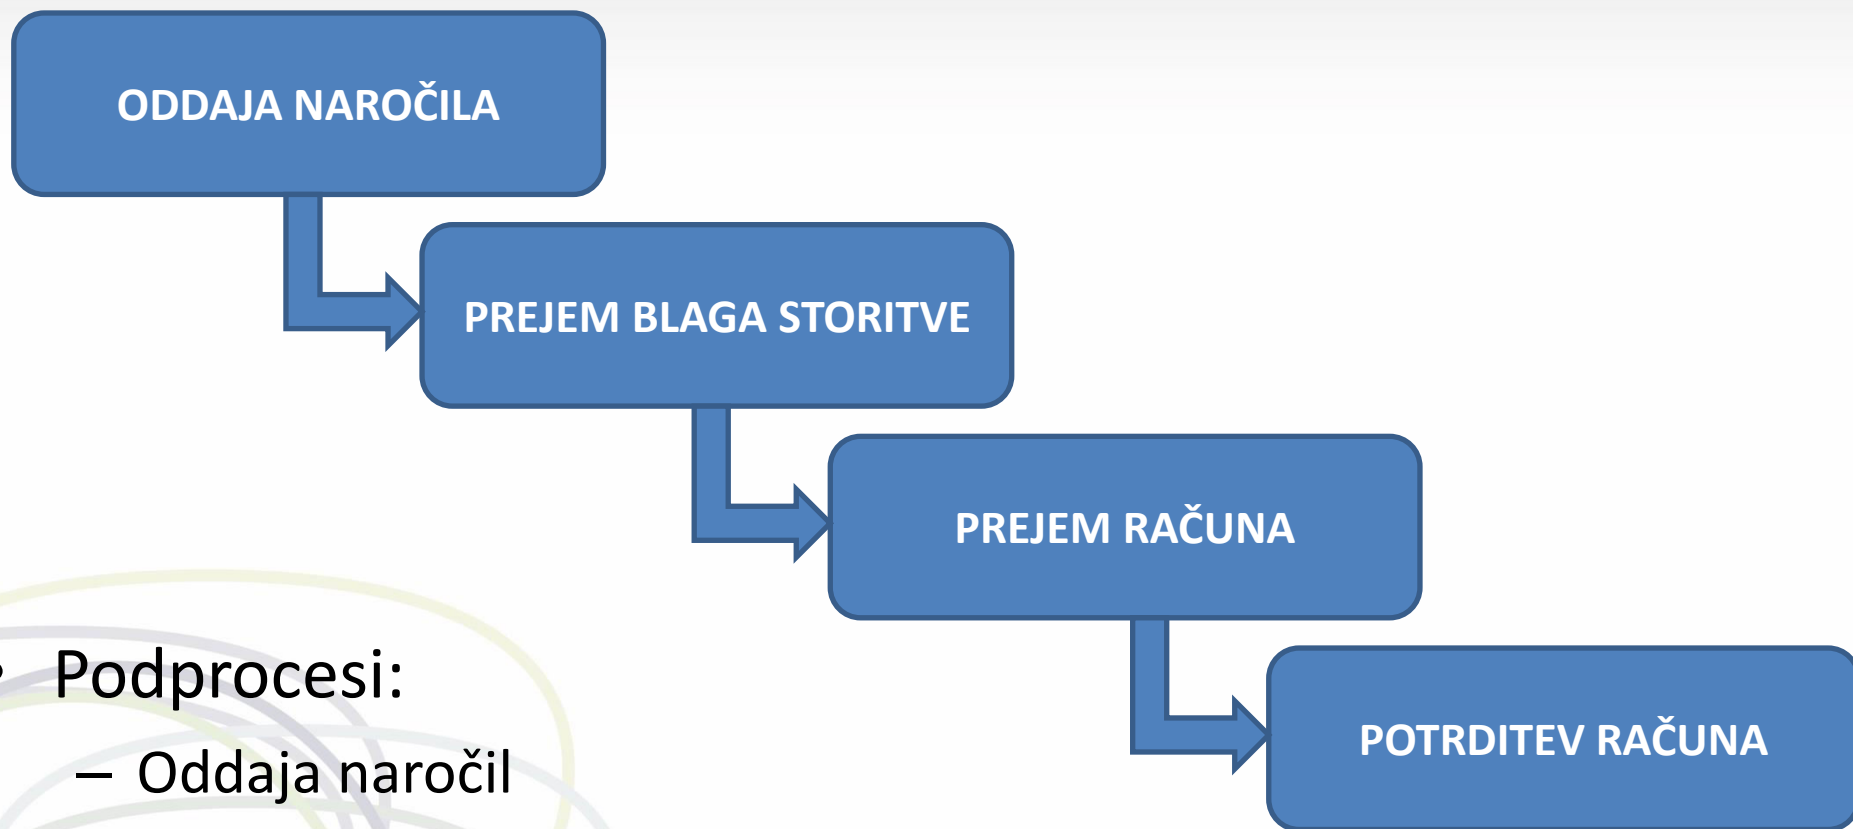 ODDAJA NAROČILA
PREJEM BLAGA STORITVE
PREJEM RAČUNA
POTRDITEV RAČUNA
• Podprocesi:
– Oddaja naročil